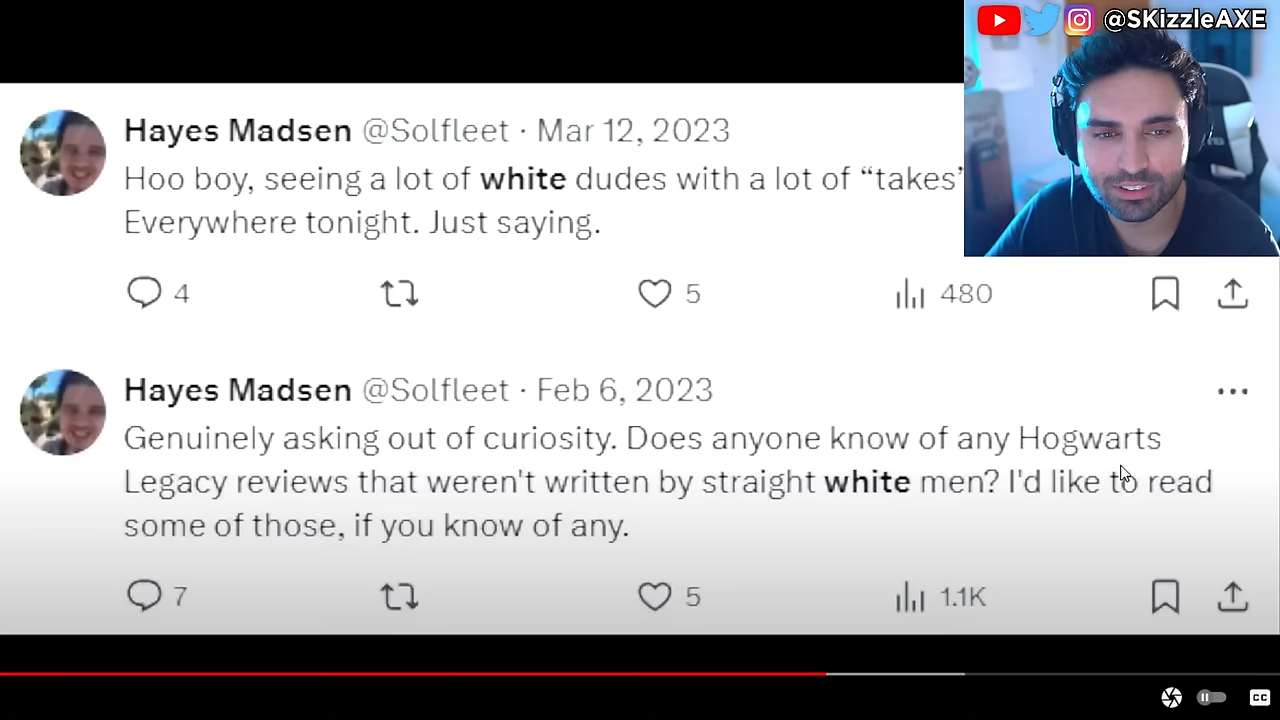 @SKizzleAXE
Hayes Madsen @Solfleet · Mar 12, 2023
Hoo boy, seeing a lot of white dudes with a lot of “takes”
Everywhere tonight. Just saying.
4 5 480
Hayes Madsen @Solfleet · Feb 6, 2023
Genuinely asking out of curiosity. Does anyone know of any Hogwarts
Legacy reviews that weren't written by straight white men? I'd like to read
some of those, if you know of any.
7 5 1.1K
CC